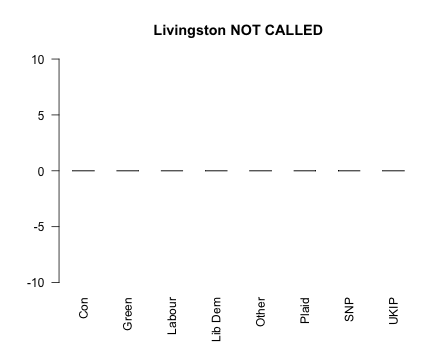 Livingston NOT CALLED
10
5
0
-5
-10
Con
Green
Labour
Lib Dem
Other
Plaid
SNP
UKIP